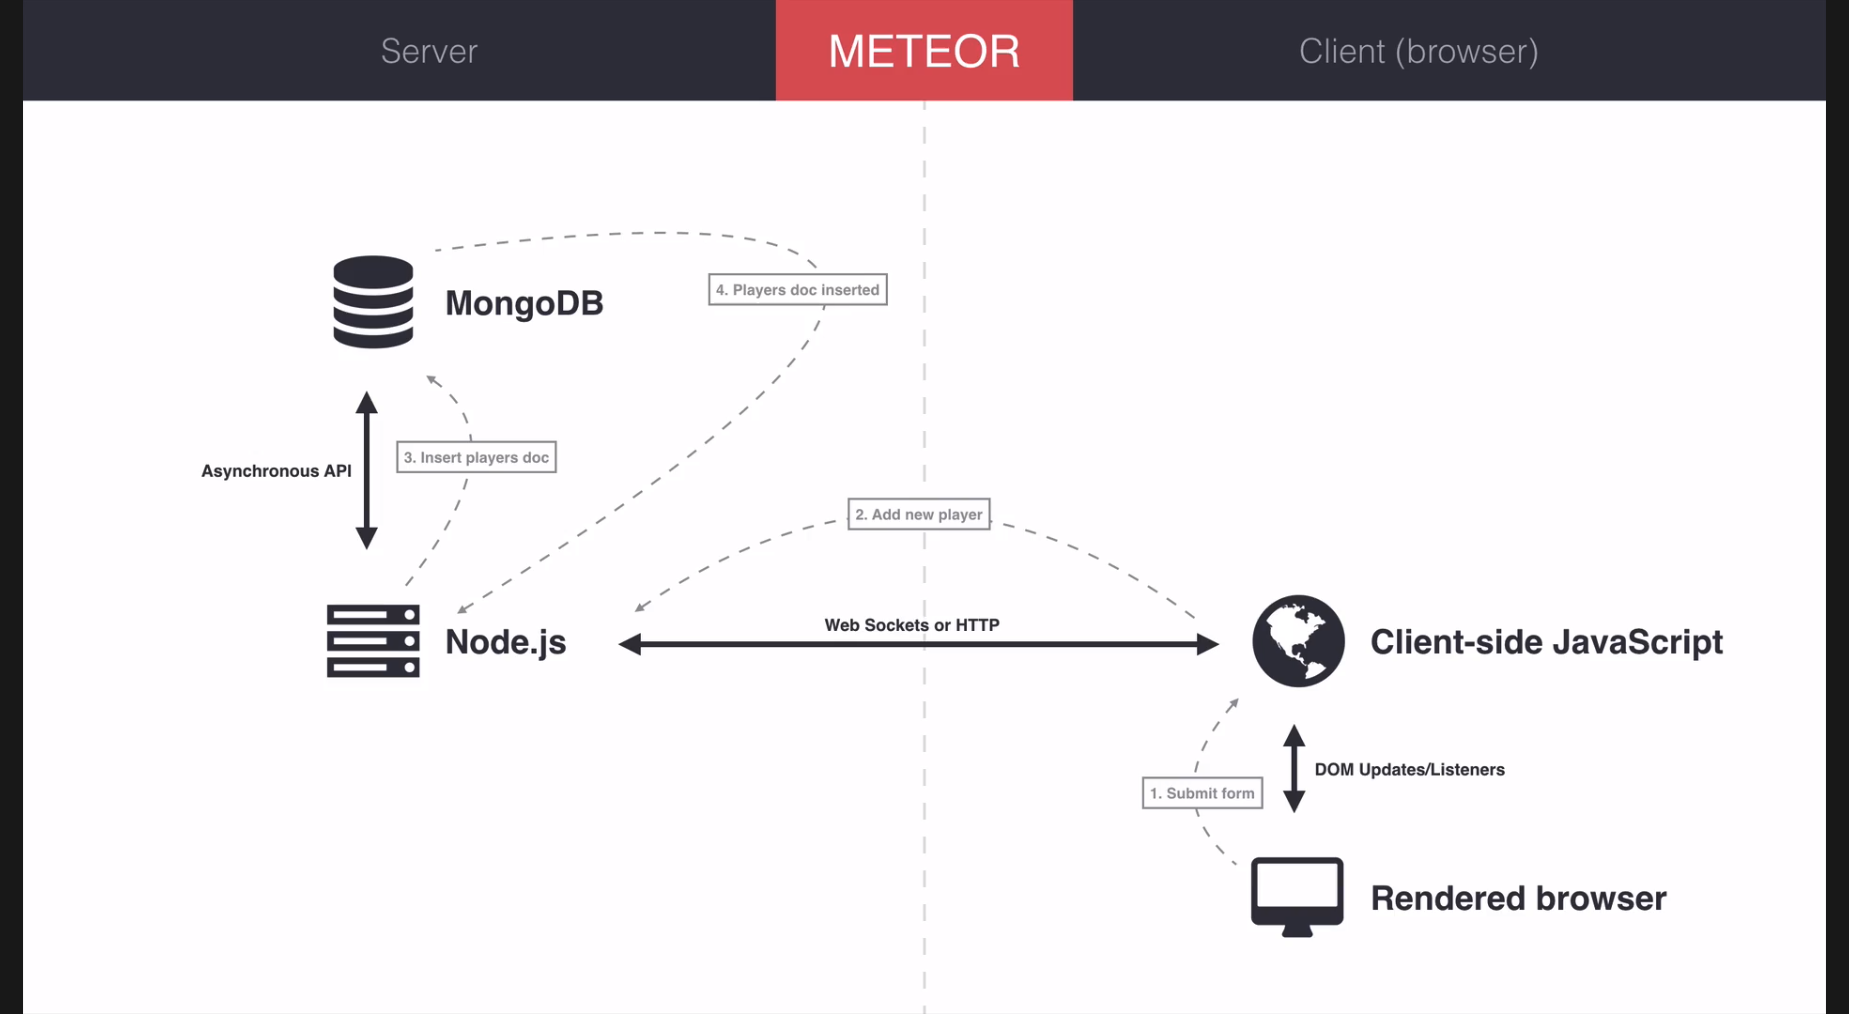 Server
METEOR
Client (browser)
4. Players doc inserted
MongoDB
3. Insert players doc
Asynchronous API
2. Add new player
Web Sockets or HTTP
Node.js
Client-side JavaScript
DOM Updates/Listeners
1. Submit form
Rendered browser